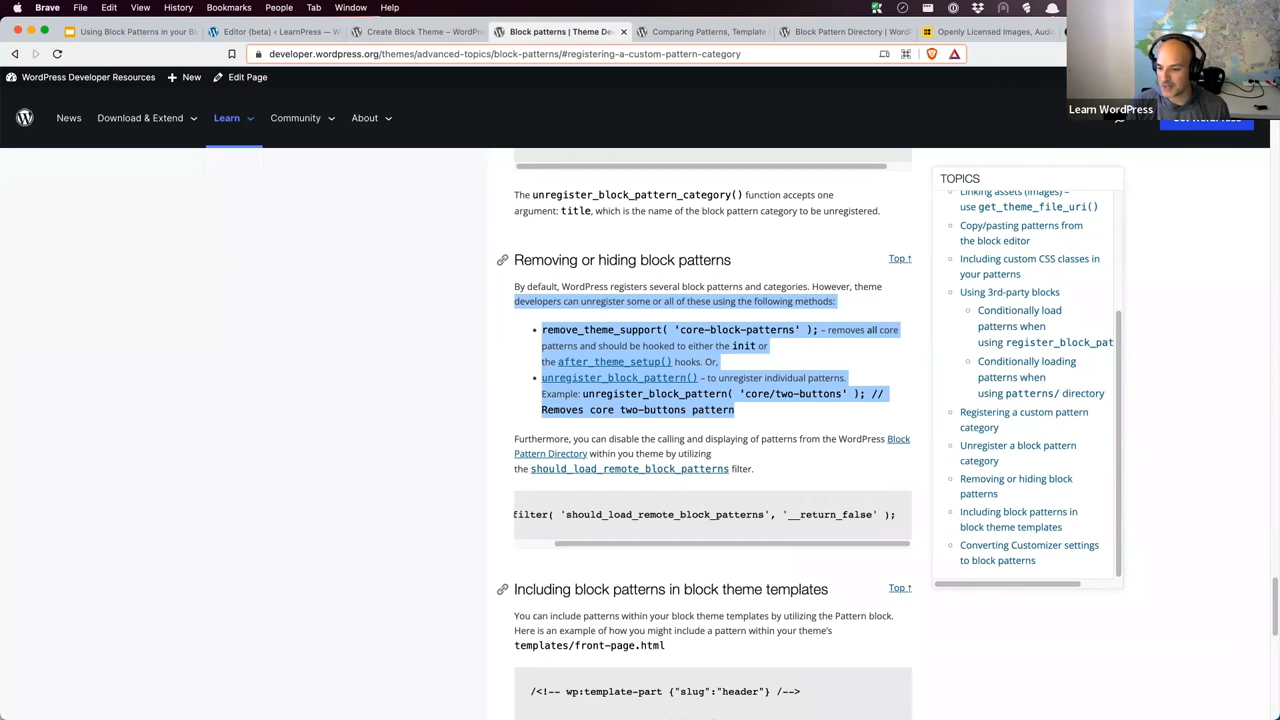 Brave File Edit View History Bookmarks People Tab Window Help
Using Block Patterns in your Bl
Editor (beta) ‹ LearnPress — W
Create Block Theme – WordPre
Block patterns | Theme De
Comparing Patterns, Template
Block Pattern Directory | WordP
Openly Licensed Images, Audio
developer.wordpress.org/themes/advanced-topics/block-patterns/#registering-a-custom-pattern-category
WordPress Developer Resources New Edit Page
Learn WordPress
News Download & Extend Learn Community About
The unregister_block_pattern_category() function accepts one
argument: title, which is the name of the block pattern category to be unregistered.
Removing or hiding block patterns
Top ↑
By default, WordPress registers several block patterns and categories. However, theme
developers can unregister some or all of these using the following methods:
remove_theme_support( 'core-block-patterns' ); – removes all core
patterns and should be hooked to either the init or
the after_theme_setup() hooks. Or,
unregister_block_pattern() – to unregister individual patterns.
Example: unregister_block_pattern( 'core/two-buttons' ); //
Removes core two-buttons pattern
Furthermore, you can disable the calling and displaying of patterns from the WordPress Block
Pattern Directory within you theme by utilizing
the should_load_remote_block_patterns filter.
filter( 'should_load_remote_block_patterns', '__return_false' );
Including block patterns in block theme templates
Top ↑
You can include patterns within your block theme templates by utilizing the Pattern block.
Here is an example of how you might include a pattern within your theme's
templates/front-page.html
/<!-- wp:template-part {"slug":"header"} /-->
TOPICS
Linking assets (images) –
use get_theme_file_uri()
Copy/pasting patterns from
the block editor
Including custom CSS classes in
your patterns
Using 3rd-party blocks
Conditionally load
patterns when
using register_block_pat
Conditionally loading
patterns when
using patterns/ directory
Registering a custom pattern
category
Unregister a block pattern
category
Removing or hiding block
patterns
Including block patterns in
block theme templates
Converting Customizer settings
to block patterns